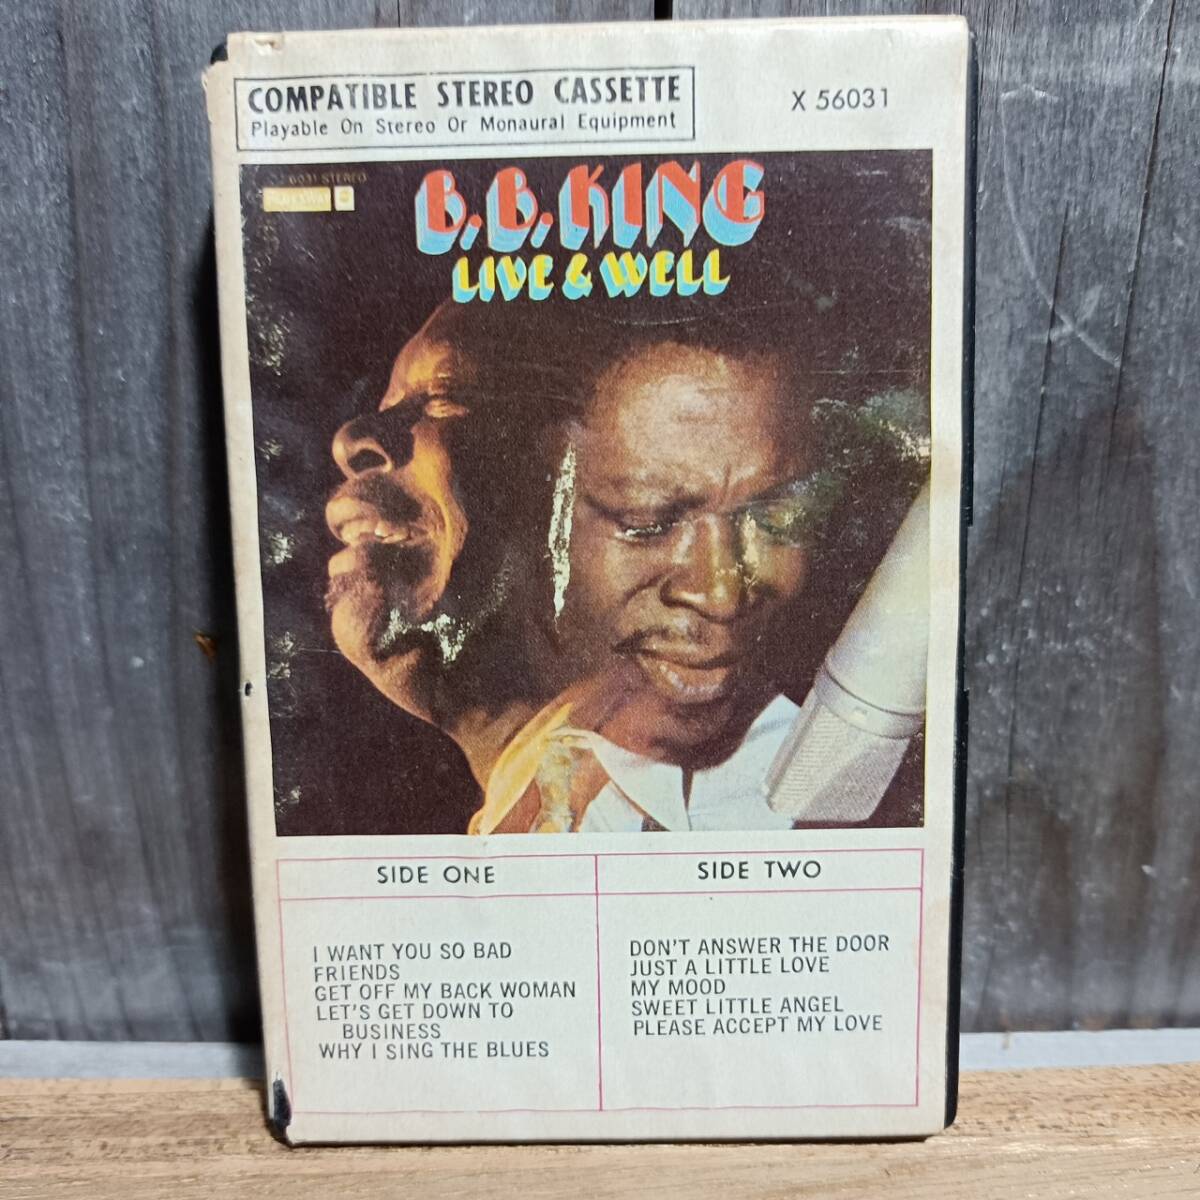 COMPATIBLE STEREO CASSETTE
Playable On Stereo Or Monaural Equipment
X 56031
6031 STEREO
B.B. KING
LIVE & WELL
SIDE ONE
I WANT YOU SO BAD
FRIENDS
GET OFF MY BACK WOMAN
LET'S GET DOWN TO
BUSINESS
WHY I SING THE BLUES
SIDE TWO
DON'T ANSWER THE DOOR
JUST A LITTLE LOVE
MY MOOD
SWEET LITTLE ANGEL
PLEASE ACCEPT MY LOVE